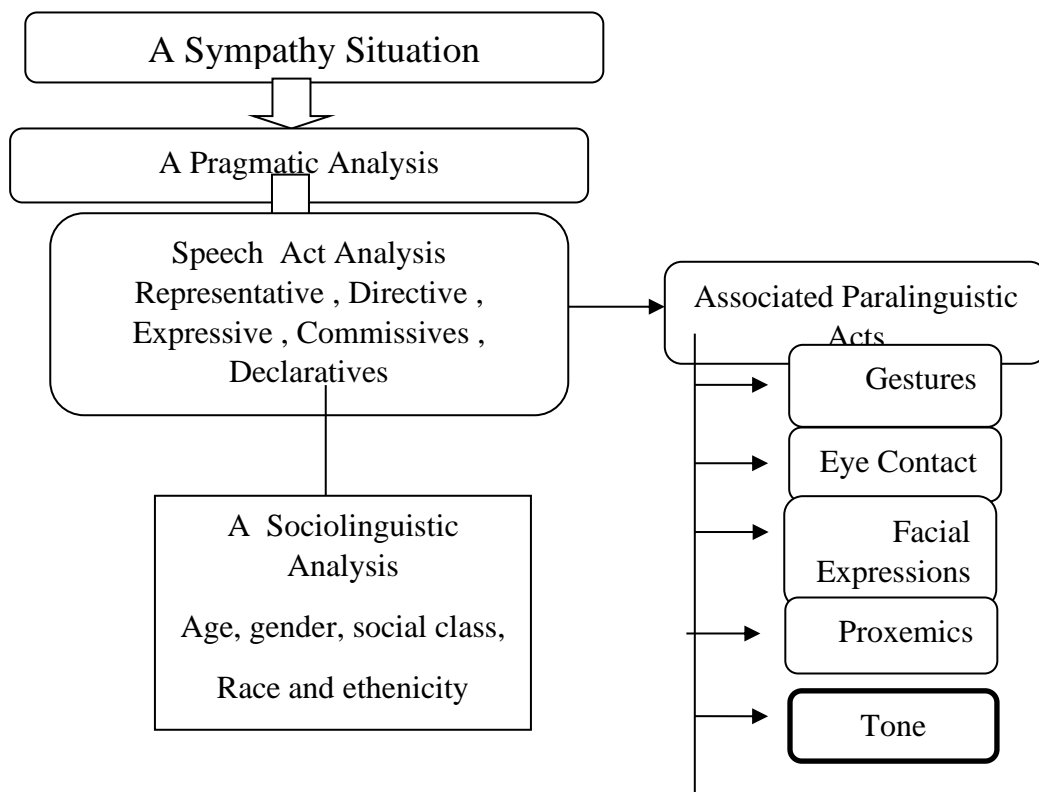 A Sympathy Situation
A Pragmatic Analysis
Speech Act Analysis
Representative , Directive ,
Expressive , Commissives ,
Declaratives
Associated Paralinguistic
Acts
Gestures
Eye Contact
Facial
Expressions
Proxemics
Tone
A Sociolinguistic
Analysis
Age, gender, social class,
Race and ethenicity